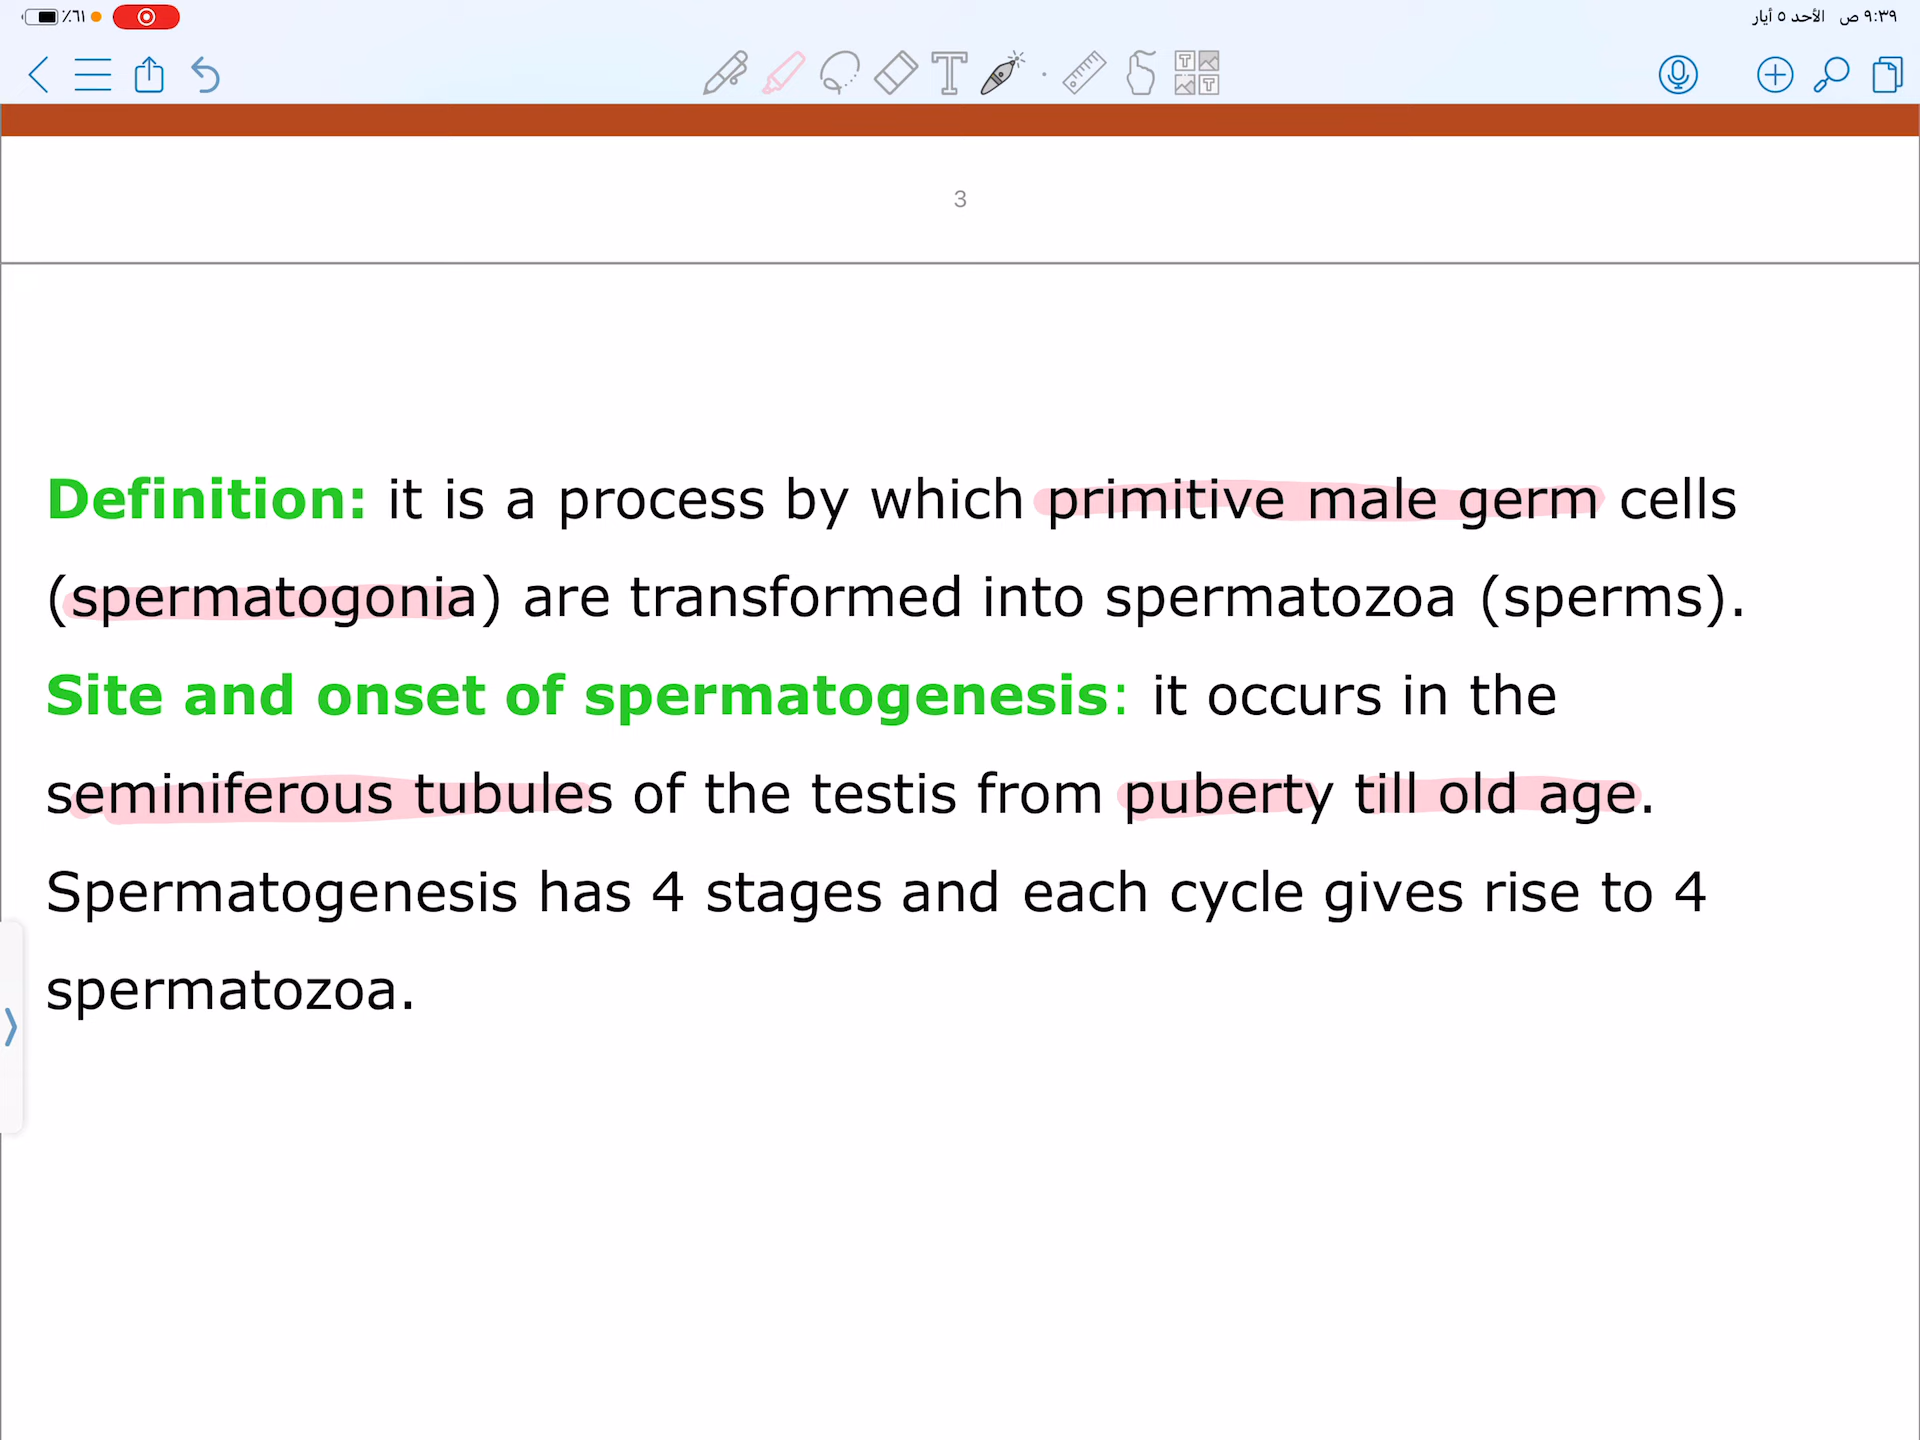 ٪٦١
٩:٣٩ ص الأحد ٥ أيار
3
Definition: it is a process by which primitive male germ cells
(spermatogonia) are transformed into spermatozoa (sperms).
Site and onset of spermatogenesis: it occurs in the
seminiferous tubules of the testis from puberty till old age.
Spermatogenesis has 4 stages and each cycle gives rise to 4
spermatozoa.